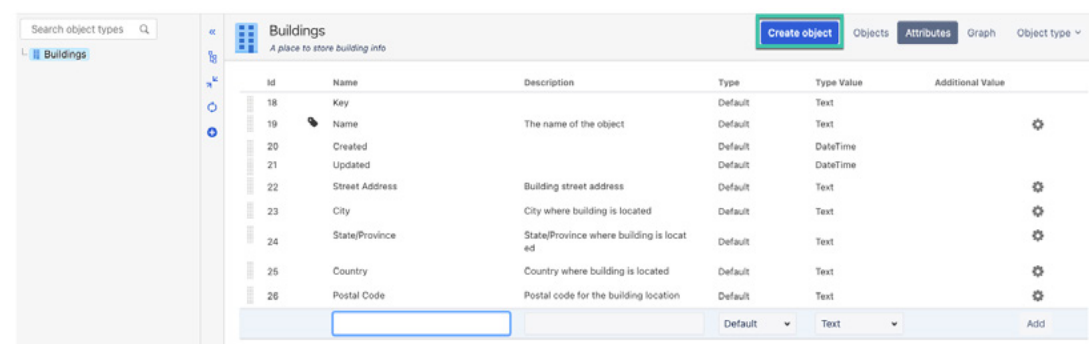 Search object types
Buildings
Buildings
A place to store building info
Create object Objects Attributes Graph Object type
Id Name Description Type Type Value Additional Value
18 Key Default Text
19 Name The name of the object Default Text
20 Created Default DateTime
21 Updated Default DateTime
22 Street Address Building street address Default Text
23 City City where building is located Default Text
24 State/Province State/Province where building is locat
ed Default Text
25 Country Country where building is located Default Text
26 Postal Code Postal code for the building location Default Text
Default Text Add